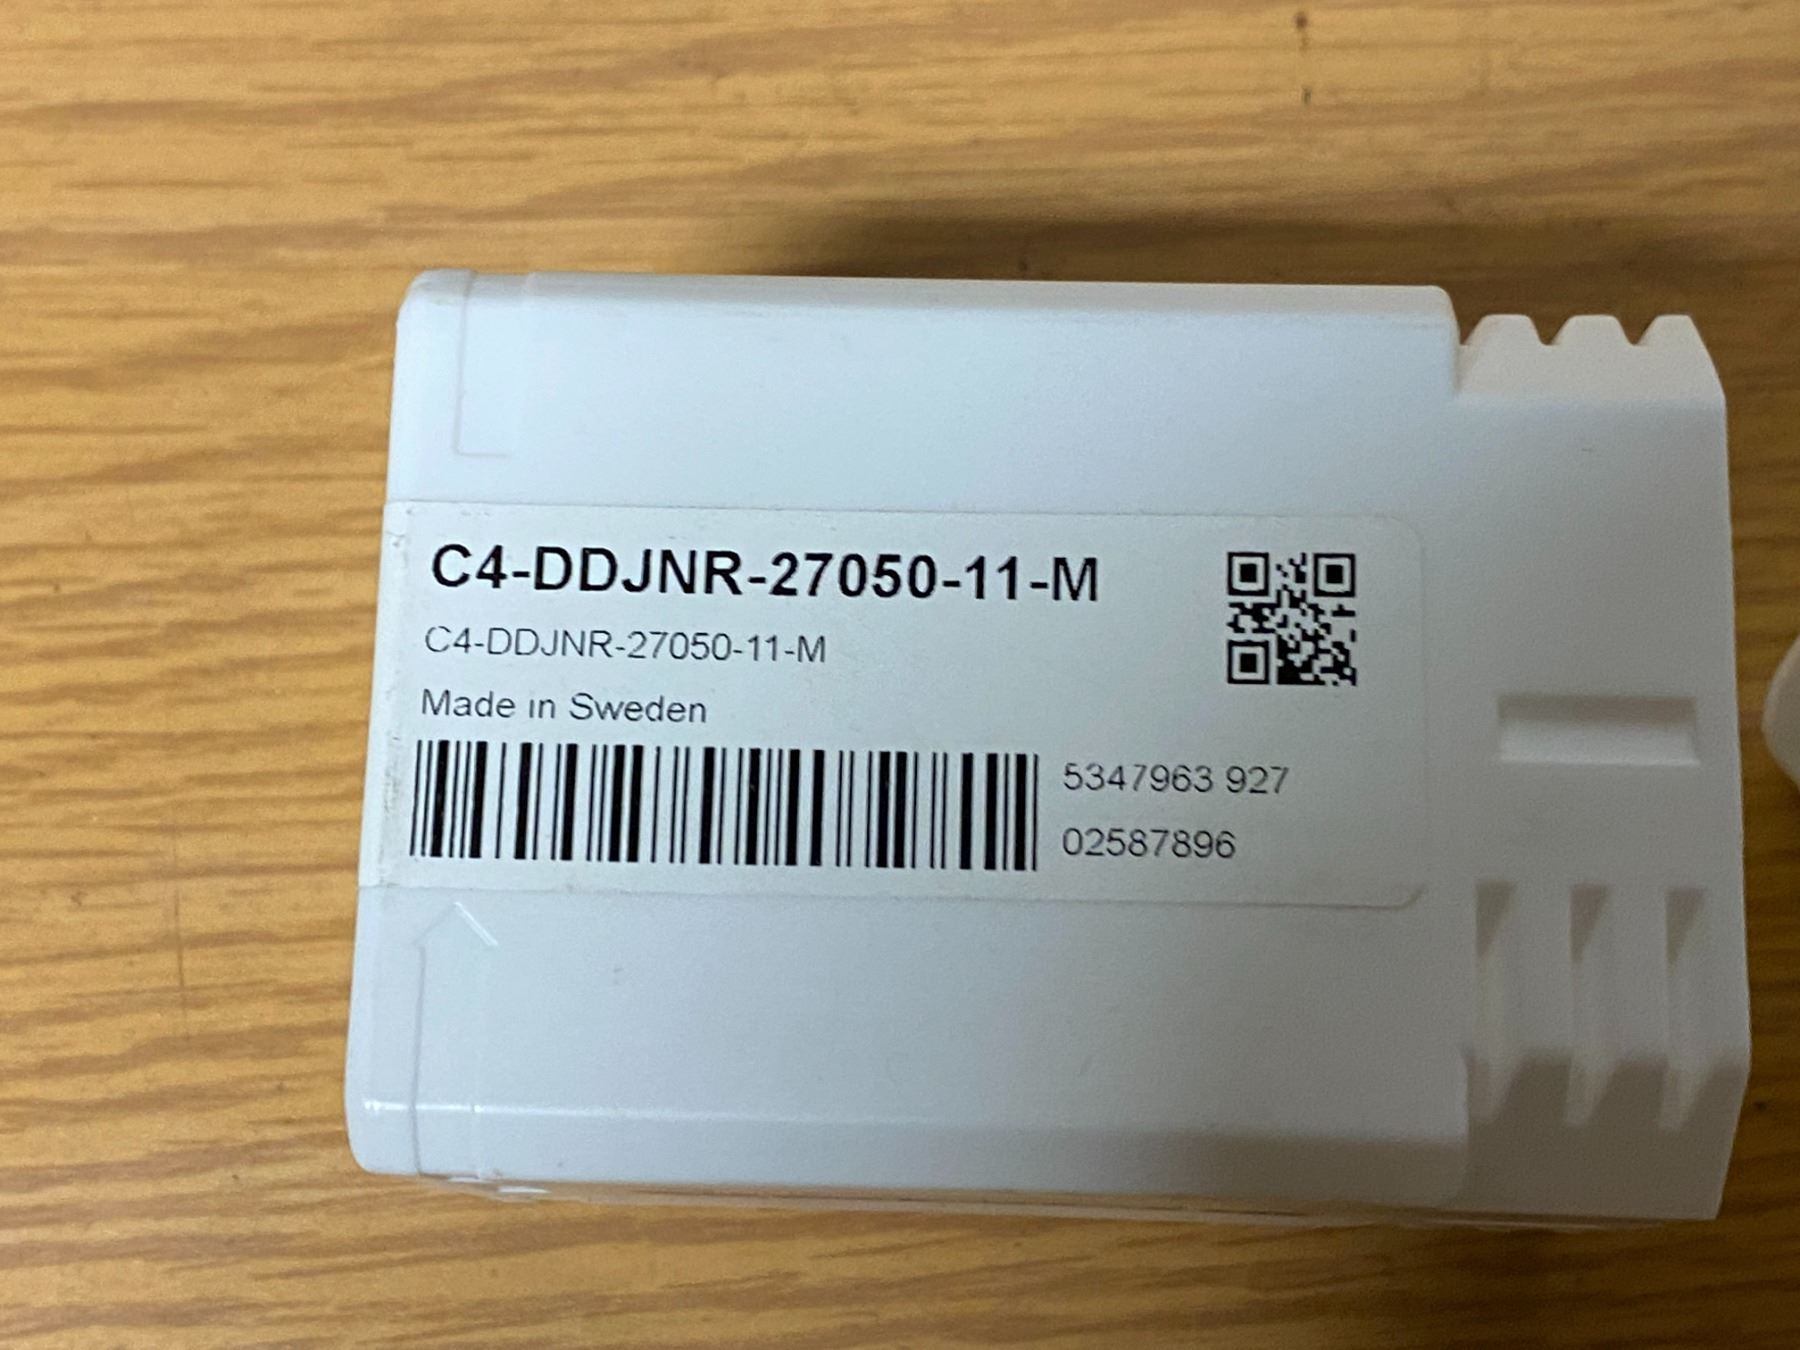 C4-DDJNR-27050-11-M
C4-DDJNR-27050-11-M
Made in Sweden
5347963 927
02587896